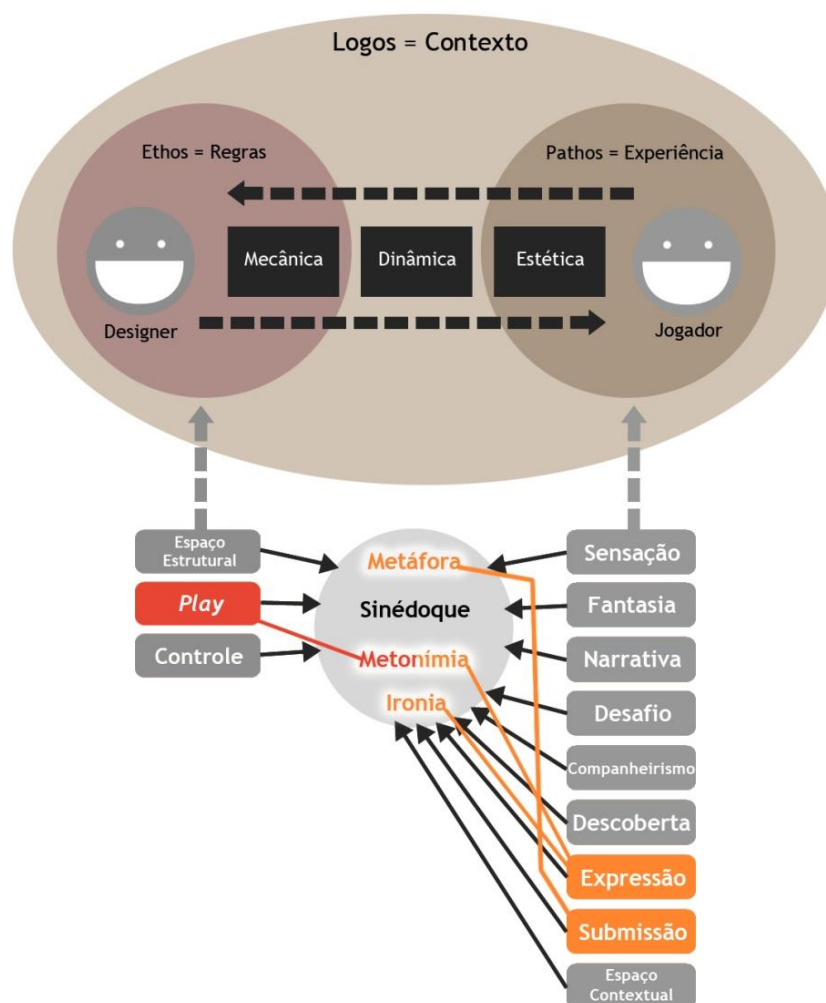 Logos = Contexto
Ethos = Regras
Pathos = Experiência
Mecânica
Dinâmica
Estética
Designer
Jogador
Espaço
Estrutural
Play
Controle
Metáfora
Sinédoque
Metonímia
Ironia
Sensação
Fantasia
Narrativa
Desafio
Companheirismo
Descoberta
Expressão
Submissão
Espaço
Contextual